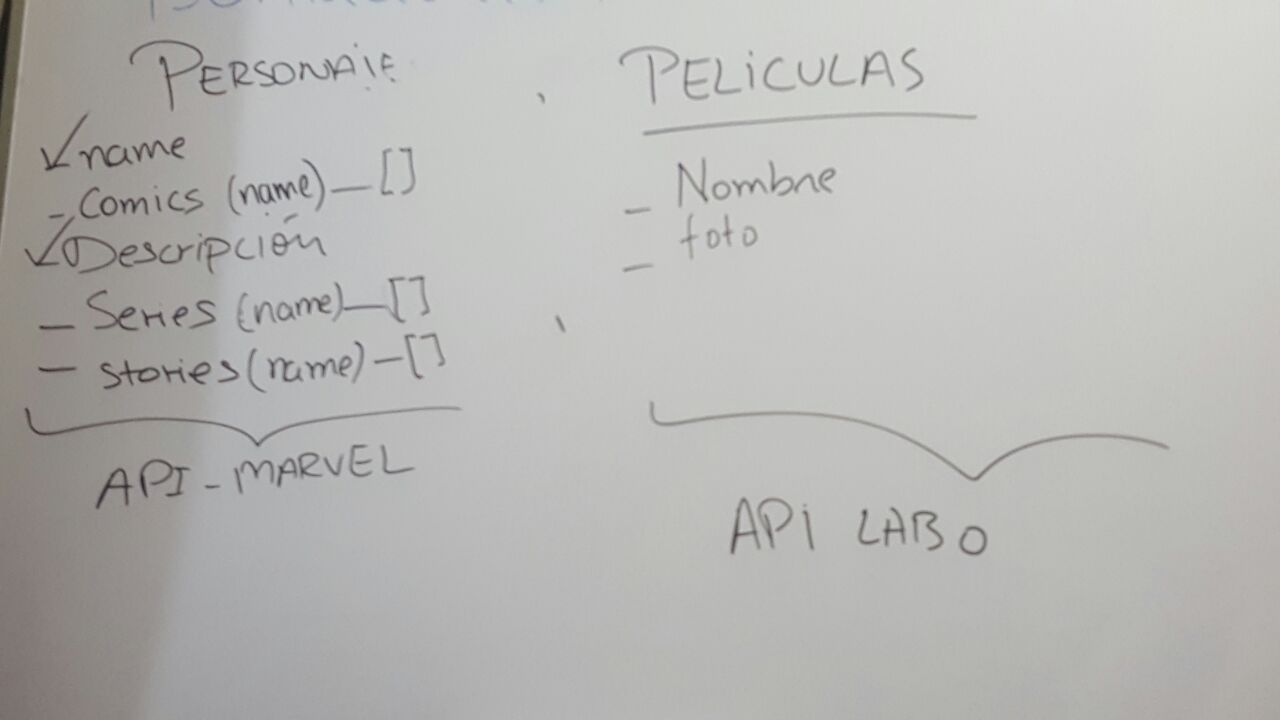 PERSONAJE
✓ name
- Comics (name) — []
✓ Descripción
- Series (name) — []
- stories (name) - []
API - MARVEL
PELiCULAS
- Nombre
foto
-
APi LABO